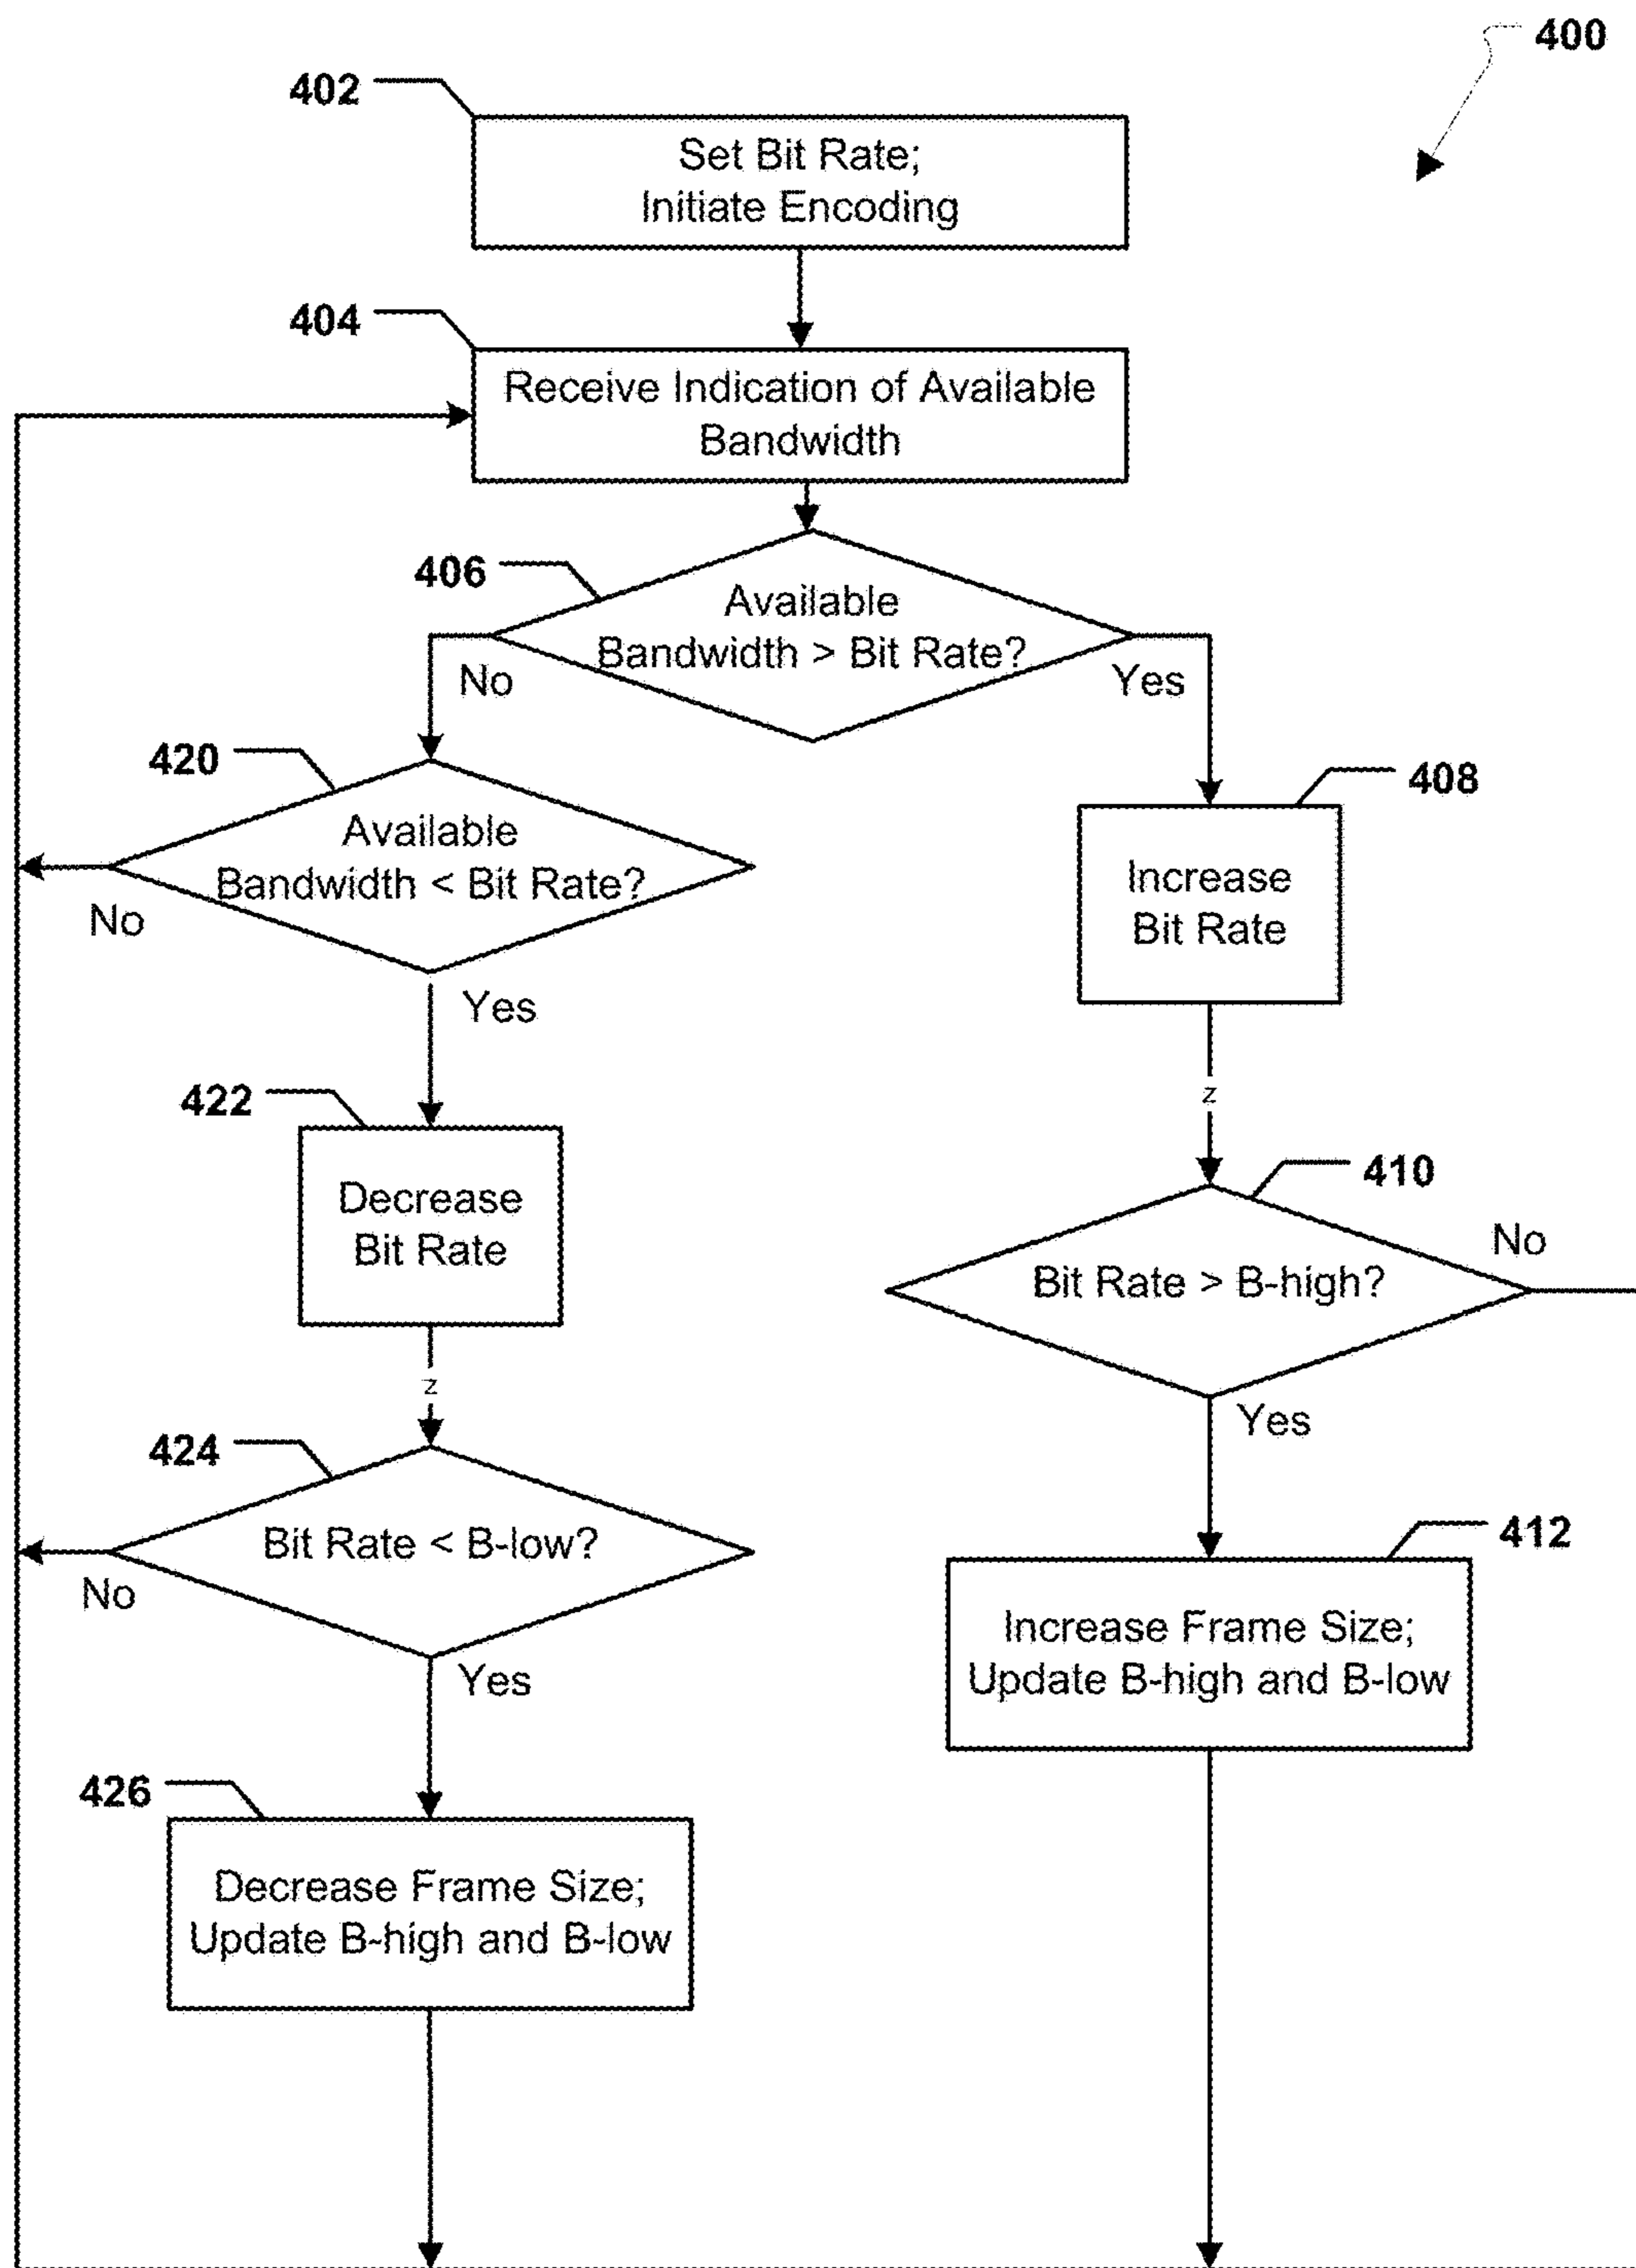 400
402
Set Bit Rate;
Initiate Encoding
404
Receive Indication of Available
Bandwidth
406
Available
Bandwidth > Bit Rate?
No
Yes
420
Available
Bandwidth < Bit Rate?
No
Yes
408
Increase
Bit Rate
z
422
Decrease
Bit Rate
z
410
Bit Rate > B-high?
No
Yes
424
Bit Rate < B-low?
No
Yes
412
Increase Frame Size;
Update B-high and B-low
426
Decrease Frame Size;
Update B-high and B-low